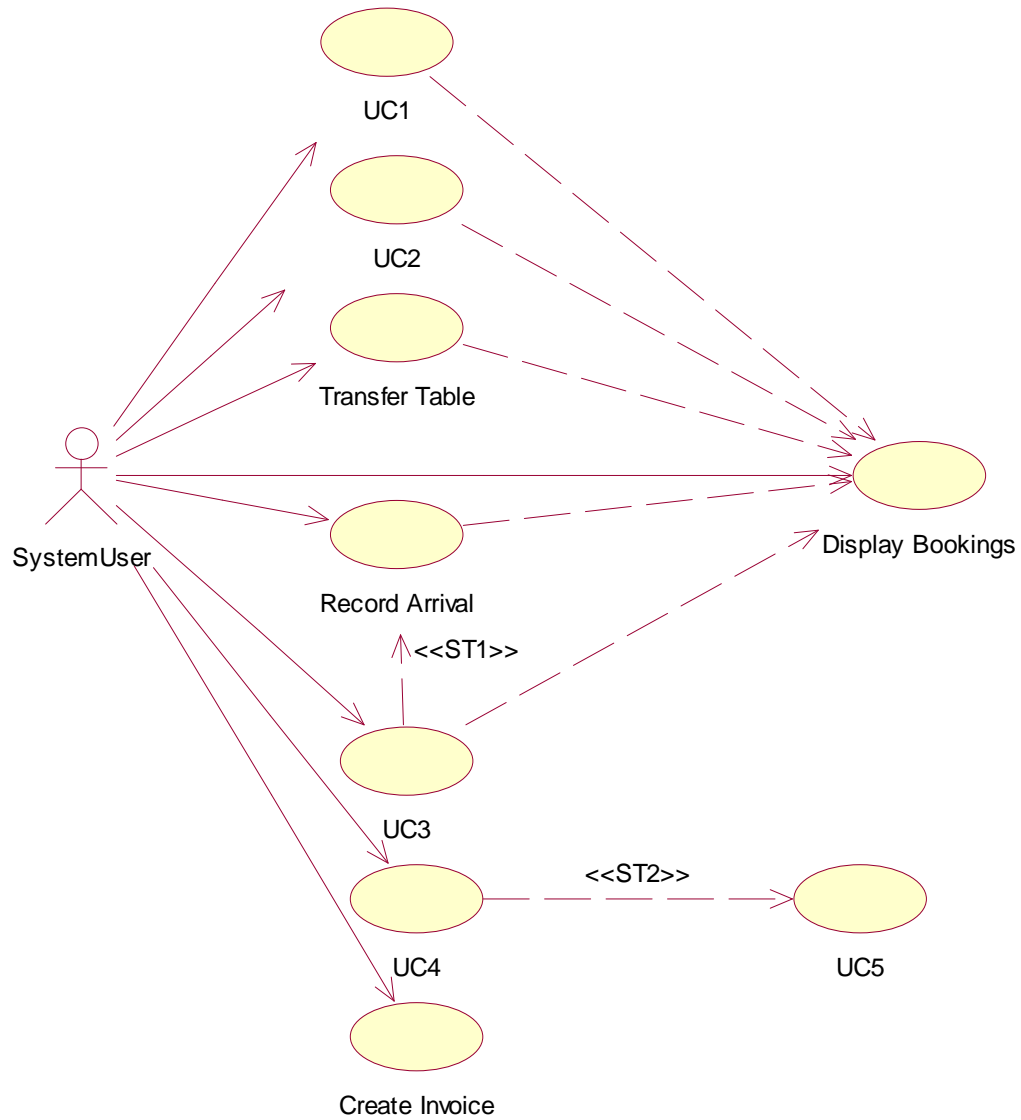 UC1
UC2
Transfer Table
SystemUser
Display Bookings
Record Arrival
<<ST1>>
UC3
<<ST2>>
UC4
UC5
Create Invoice